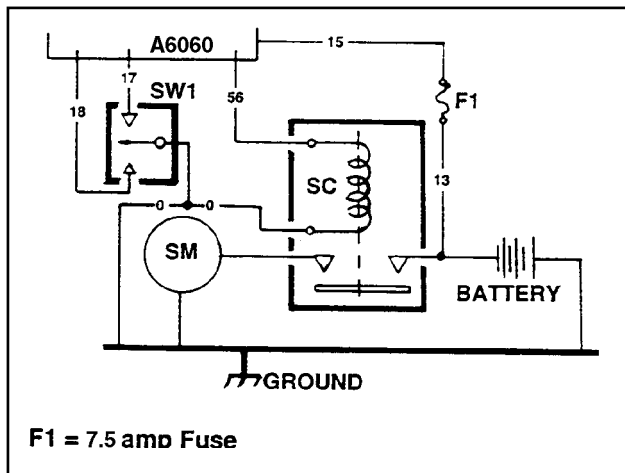 A6060
15
17
SW1
18
56
F1
SC
13
0
0
SM
BATTERY
GROUND
F1 = 7.5 amp Fuse